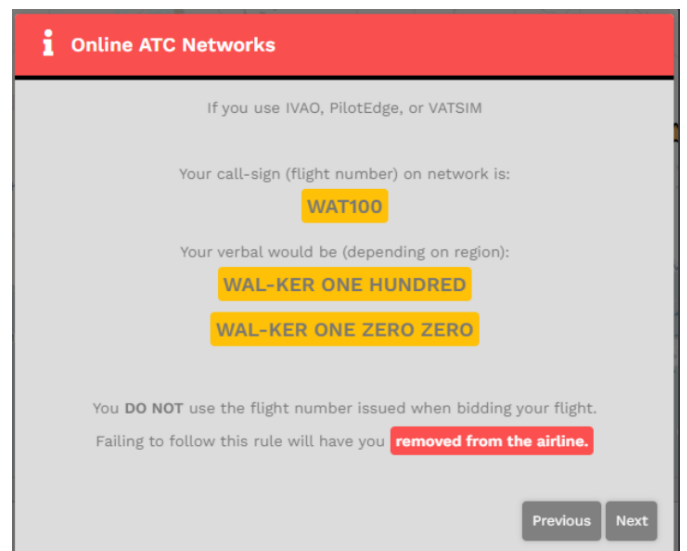 Online ATC Networks
If you use IVAO, PilotEdge, or VATSIM
Your call-sign (flight number) on network is:
WAT100
Your verbal would be (depending on region):
WAL-KER ONE HUNDRED
WAL-KER ONE ZERO ZERO
You DO NOT use the flight number issued when bidding your flight.
Failing to follow this rule will have you removed from the airline.
Previous Next